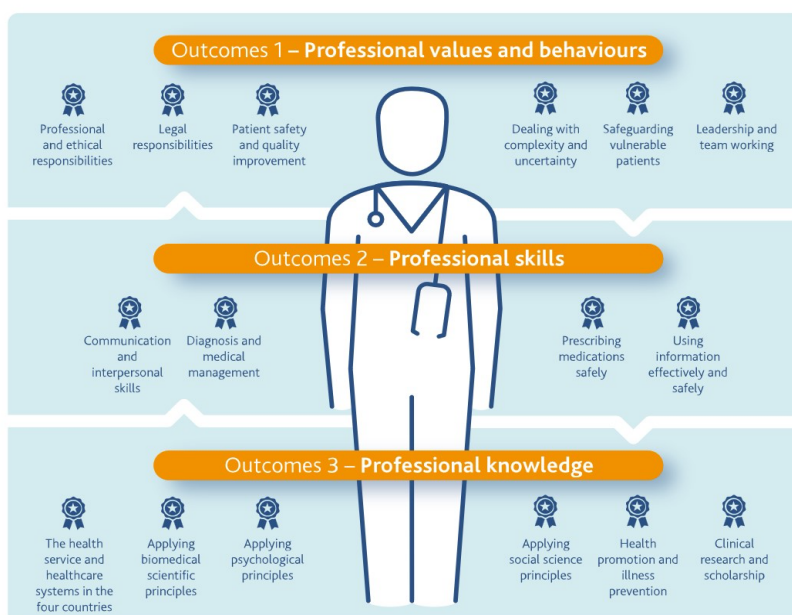 Outcomes 1 – Professional values and behaviours
Professional
and ethical
responsibilities
Legal
responsibilities
Patient safety
and quality
improvement
Dealing with
complexity and
uncertainty
Safeguarding
vulnerable
patients
Leadership and
team working
Outcomes 2 – Professional skills
Communication
and
interpersonal
skills
Diagnosis and
medical
management
Prescribing
medications
safely
Using
information
effectively and
safely
Outcomes 3 – Professional knowledge
The health
service and
healthcare
systems in the
four countries
Applying
biomedical
scientific
principles
Applying
psychological
principles
Applying
social science
principles
Health
promotion and
illness
prevention
Clinical
research and
scholarship